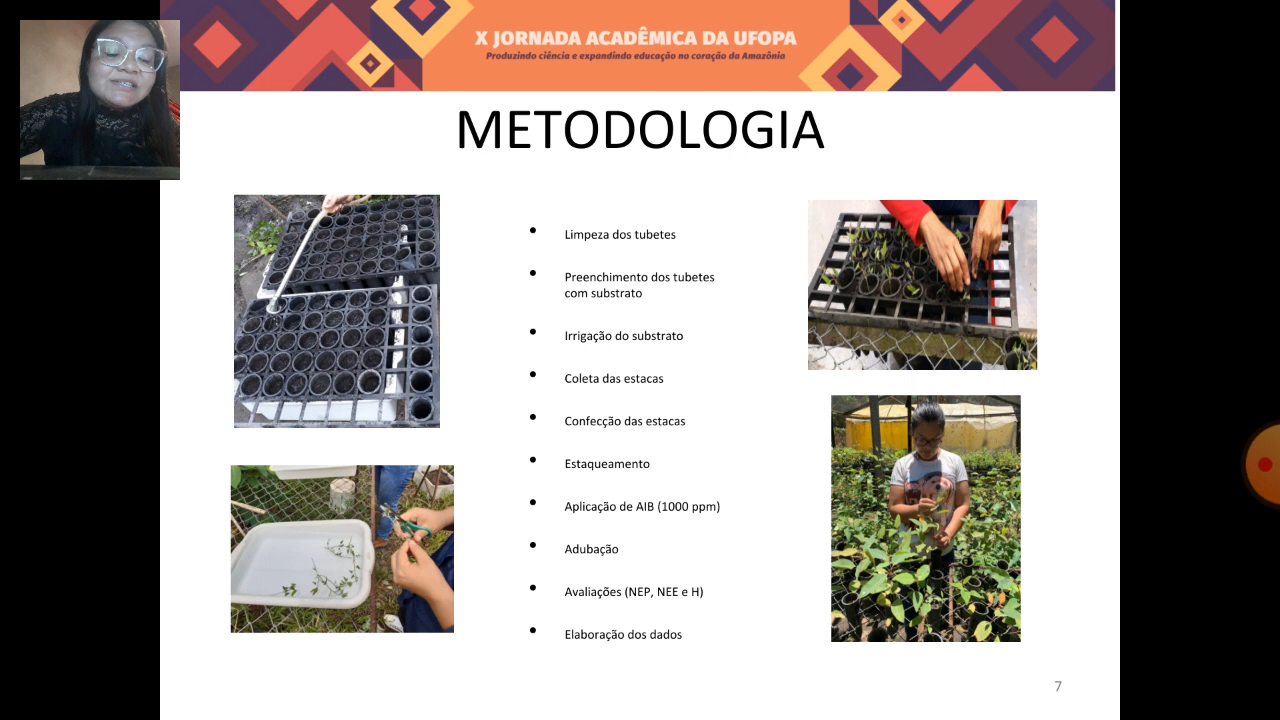 X JORNADA ACADÊMICA DA UFOPA
Produzindo ciência e expandindo educação no coração da Amazônia
METODOLOGIA
• Limpeza dos tubetes
• Preenchimento dos tubetes
com substrato
• Irrigação do substrato
• Coleta das estacas
• Confecção das estacas
• Estaqueamento
• Aplicação de AIB (1000 ppm)
• Adubação
• Avaliações (NEP, NEE e H)
• Elaboração dos dados
7